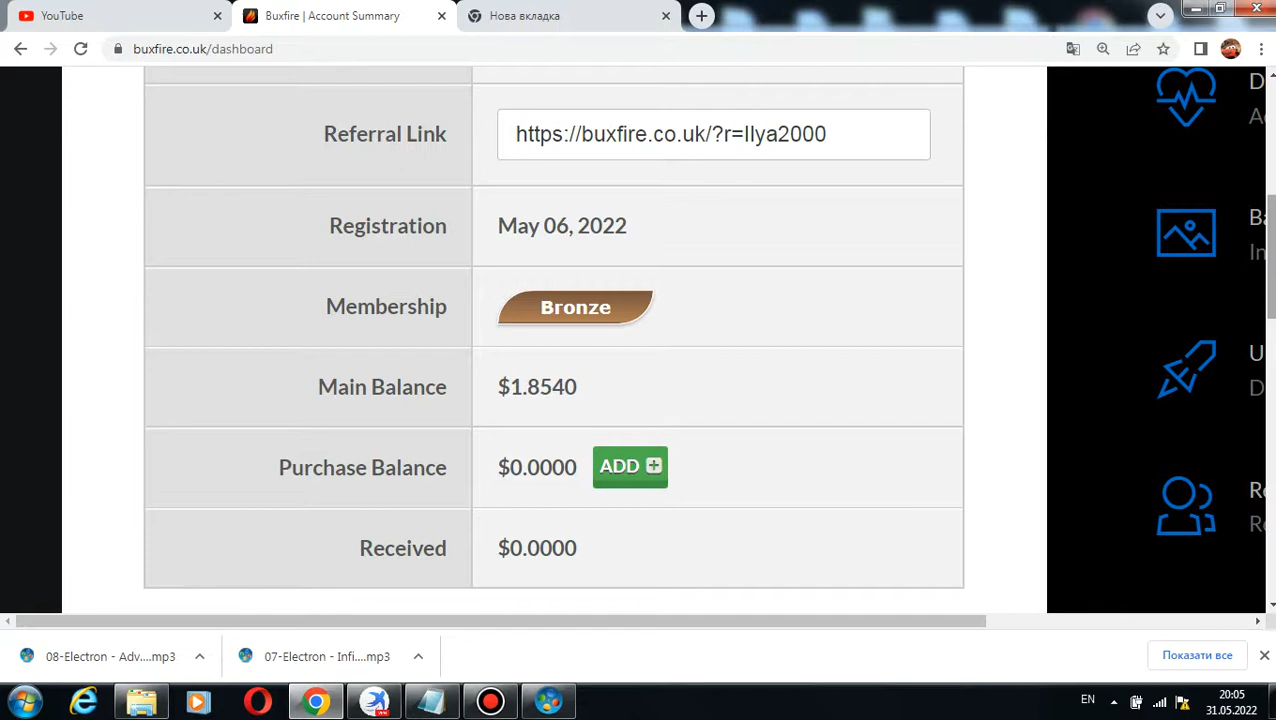 YouTube
Buxfire | Account Summary
Нова вкладка
buxfire.co.uk/dashboard
Referral Link
https://buxfire.co.uk/?r=Ilya2000
Registration
May 06, 2022
Membership
Bronze
Main Balance
$1.8540
Purchase Balance
$0.0000
ADD
Received
$0.0000
08-Electron - Adv....mp3
07-Electron - Infi....mp3
Показати все
EN
20:05
31.05.2022